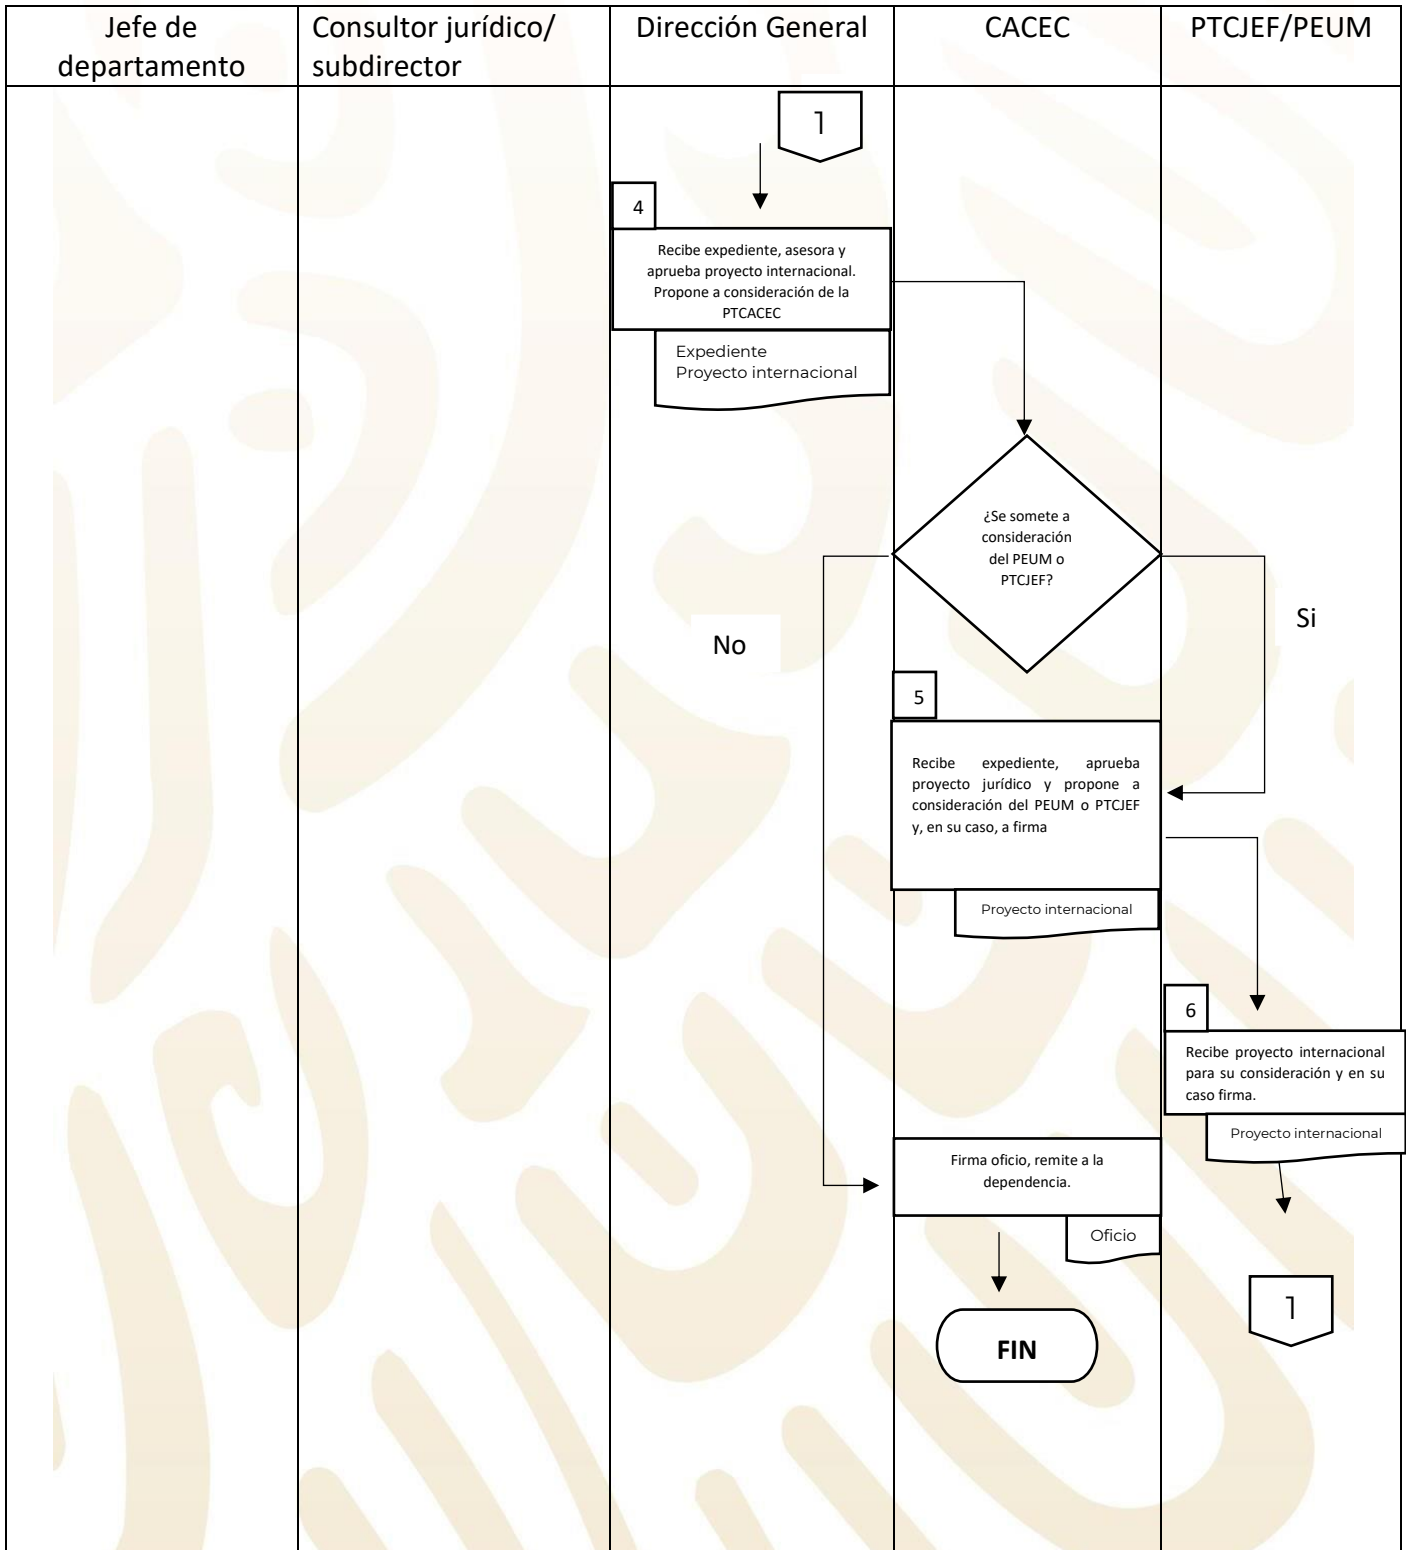 Jefe de
departamento
Consultor jurídico/
subdirector
Dirección General
CACEC
PTCJEF/PEUM
1
4
Recibe expediente, asesora y
aprueba proyecto internacional.
Propone a consideración de la
PTCACEC
Expediente
Proyecto internacional
¿Se somete a
consideración
del PEUM o
PTCJEF?
No
Si
5
Recibe expediente, aprueba
proyecto jurídico y propone a
consideración del PEUM o PTCJEF
y, en su caso, a firma
Proyecto internacional
6
Recibe proyecto internacional
para su consideración y en su
caso firma.
Proyecto internacional
Firma oficio, remite a la
dependencia.
Oficio
1
FIN